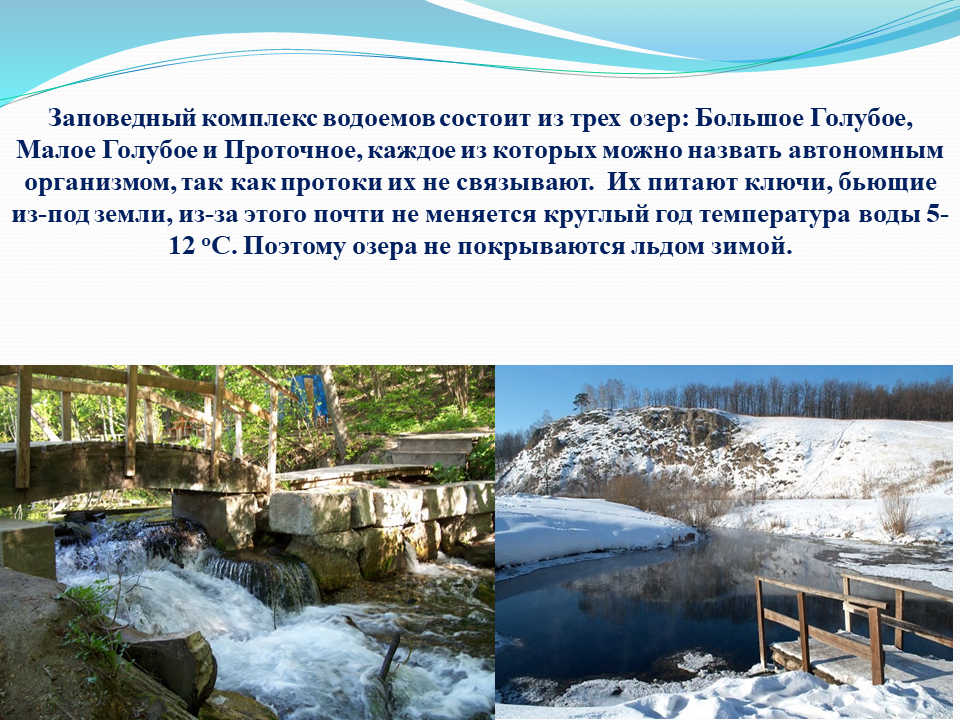 Заповедный комплекс водоемов состоит из трех озер: Большое Голубое,
Малое Голубое и Проточное, каждое из которых можно назвать автономным
организмом, так как протоки их не связывают. Их питают ключи, бьющие
из-под земли, из-за этого почти не меняется круглый год температура воды 5-
12 ᵒС. Поэтому озера не покрываются льдом зимой.